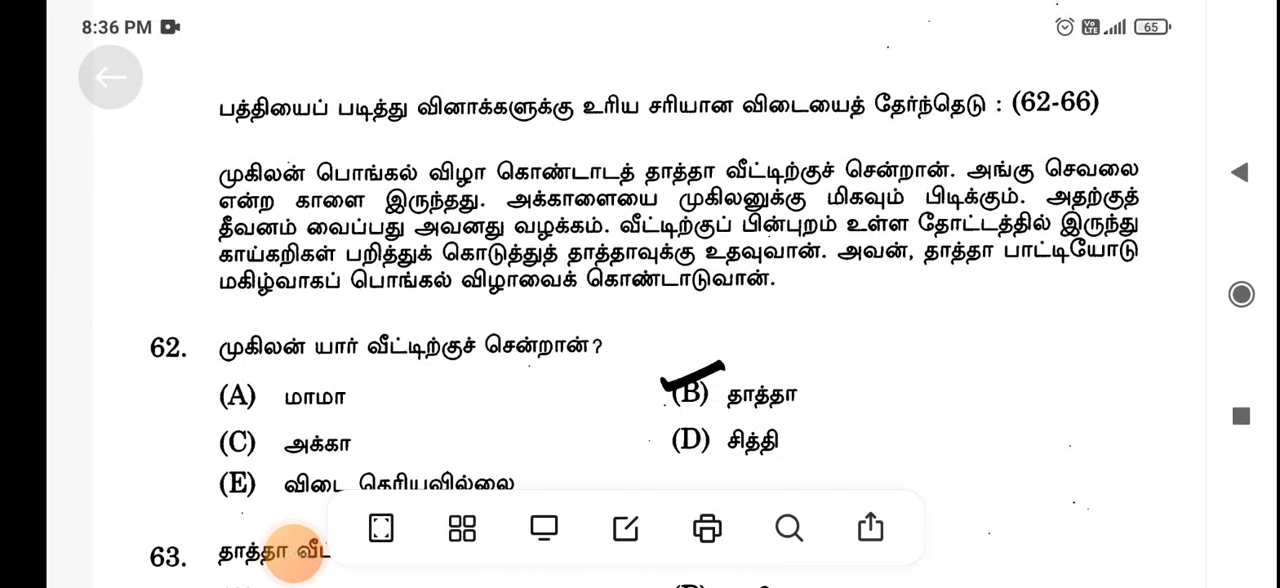 8:36 PM
65
பத்தியைப் படித்து வினாக்களுக்கு உரிய சரியான விடையைத் தேர்ந்தெடு : (62-66)
முகிலன் பொங்கல் விழா கொண்டாடத் தாத்தா வீட்டிற்குச் சென்றான். அங்கு செவலை
என்ற காளை இருந்தது. அக்காளையை முகிலனுக்கு மிகவும் பிடிக்கும். அதற்குத்
தீவனம் வைப்பது அவனது வழக்கம். வீட்டிற்குப் பின்புறம் உள்ள தோட்டத்தில் இருந்து
காய்கறிகள் பறித்துக் கொடுத்துத் தாத்தாவுக்கு உதவுவான். அவன், தாத்தா பாட்டியோடு
மகிழ்வாகப் பொங்கல் விழாவைக் கொண்டாடுவான்.
62. முகிலன் யார் வீட்டிற்குச் சென்றான்?
(A) மாமா (B) தாத்தா
(C) அக்கா (D) சித்தி
(E) விடை தெரியவில்லை
63. தாத்தா